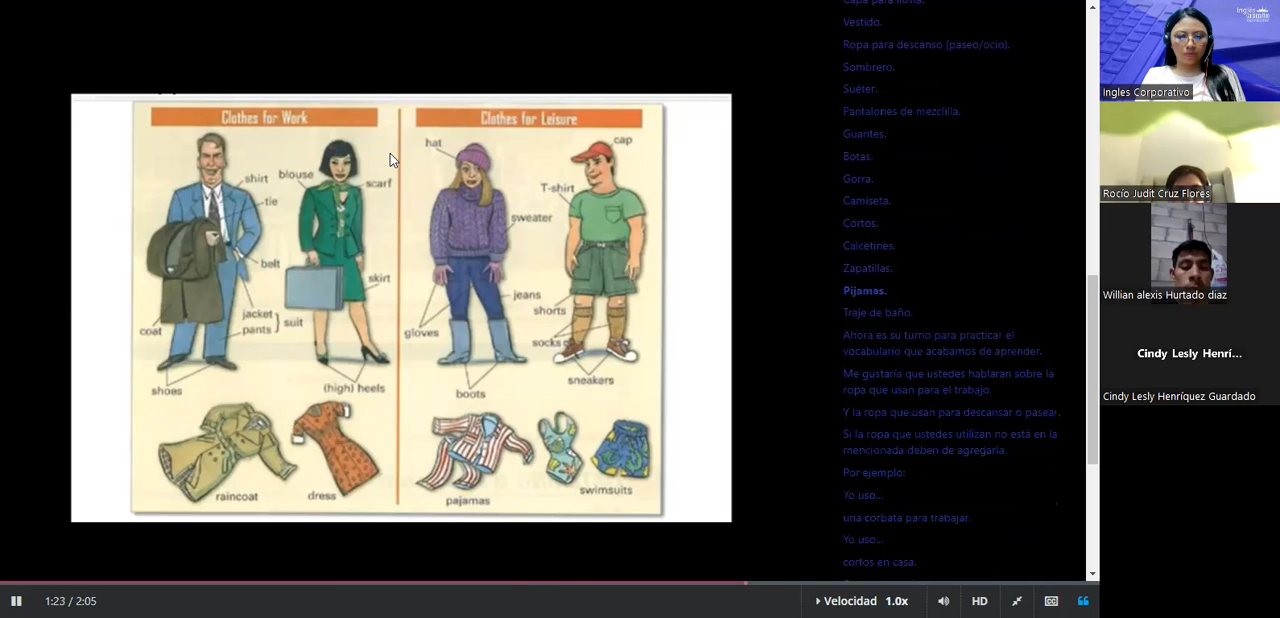 Clothes for Work
Clothes for Leisure
hat
cap
shirt
blouse
scarf
T-shirt
tie
sweater
belt
skirt
jeans
jacket
pants
suit
shorts
gloves
coat
socks
sneakers
shoes
(high) heels
boots
raincoat
dress
pajamas
swimsuits
Capa para lluvia.
Vestido.
Ropa para descanso (paseo/ocio).
Sombrero.
Suéter.
Pantalones de mezclilla.
Guantes.
Botas.
Gorra.
Camiseta.
Cortos.
Calcetines.
Zapatillas.
Pijamas.
Traje de baño.
Ahora es su turno para practicar el
vocabulario que acabamos de aprender.
Me gustaría que ustedes hablaran sobre la
ropa que usan para el trabajo.
Y la ropa que usan para descansar o pasear.
Si la ropa que ustedes utilizan no está en la
mencionada deben de agregarla.
Por ejemplo:
Yo uso...
una corbata para trabajar.
Yo uso...
cortos en casa.
Ingles Corporativo
Rocío Judit Cruz Flores
Willian alexis Hurtado diaz
Cindy Lesly Henrí...
Cindy Lesly Henríquez Guardado
1:23 / 2:05
Velocidad 1.0x
HD
CC